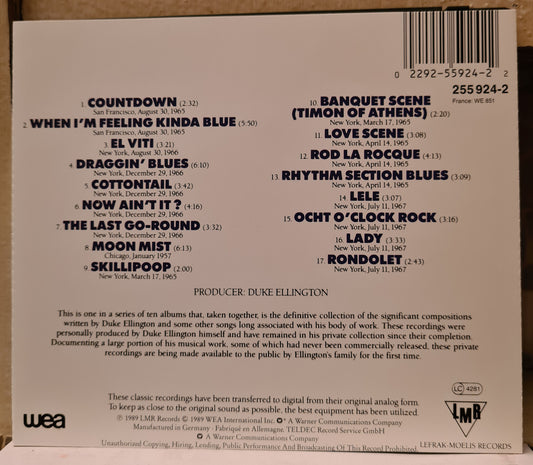 0 02292-55924-2 2
255 924-2
France: WE 851
1. COUNTDOWN (2:32)
San Francisco, August 30, 1965
2. WHEN I'M FEELING KINDA BLUE (5:50)
San Francisco, August 30, 1965
3. EL VITI (3:21)
New York, August 30, 1966
4. DRAGGIN' BLUES (6:10)
New York, December 29, 1966
5. COTTONTAIL (3:42)
New York, December 29, 1966
6. NOW AIN'T IT? (4:16)
New York, December 29, 1966
7. THE LAST GO-ROUND (3:32)
New York, December 29, 1966
8. MOON MIST (6:13)
Chicago, January 1957
9. SKILLIPOOP (2:00)
New York, March 17, 1965
10. BANQUET SCENE
(TIMON OF ATHENS) (2:20)
New York, March 17, 1965
11. LOVE SCENE (3:08)
New York, April 14, 1965
12. ROD LA ROCQUE (4:13)
New York, April 14, 1965
13. RHYTHM SECTION BLUES (3:09)
New York, April 14, 1965
14. LELE (5:13)
New York, July 11, 1967
15. OCHT O'CLOCK ROCK (3:16)
New York, July 11, 1967
16. LADY (3:33)
New York, July 11, 1967
17. RONDOLET (2:43)
New York, July 11, 1967
PRODUCER: DUKE ELLINGTON
This is one in a series of ten albums that, taken together, is the definitive collection of the significant compositions
written by Duke Ellington and some other songs long associated with his body of work. These recordings were
personally produced by Duke Ellington himself and have remained in his private collection since their completion.
Documenting a large portion of his musical work, some of which had never been commercially released, these private
recordings are being made available to the public by Ellington's family for the first time.
These classic recordings have been transferred to digital from their original analog form.
To keep as close to the original sound as possible, the best equipment has been utilized.
℗ 1989 LMR Records © 1989 WEA International Inc. A Warner Communications Company
Manufactured in Germany · Fabriqué en Allemagne. TELDEC Record Service GmbH
A Warner Communications Company
Unauthorized Copying, Hiring, Lending, Public Performance And Broadcasting Of This Record Prohibited.
wea
LC 4281
LMR
LEFRAK-MOELIS RECORDS